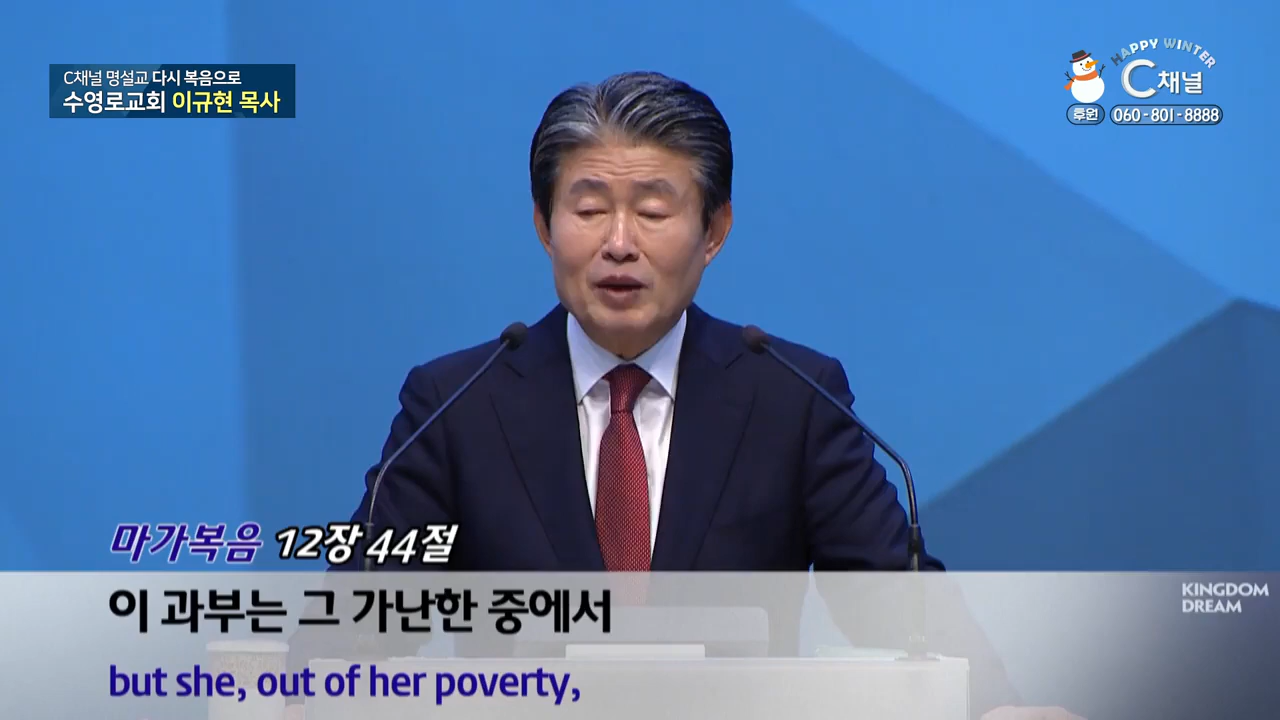 C채널 명설교 다시 복음으로
수영로교회 이규현 목사
HAPPY WINTER
C채널
후원 060-801-8888
마가복음 12장 44절
이 과부는 그 가난한 중에서
but she, out of her poverty,
KINGDOM
DREAM